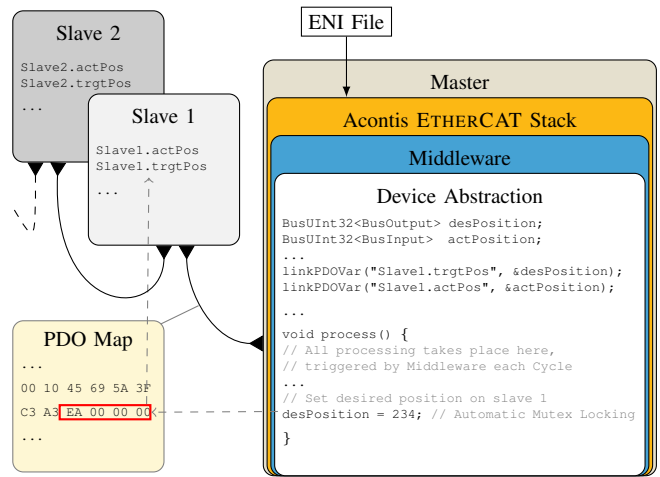 Slave 2
Slave2.actPos
Slave2.trgtPos
...
Slave 1
Slave1.actPos
Slave1.trgtPos
...
PDO Map
...
00 10 45 69 5A 3F
C3 A3 EA 00 00 00
...
ENI File
Master
Acontis ETHERCAT Stack
Middleware
Device Abstraction
BusUInt32<BusOutput> desPosition;
BusUInt32<BusInput>  actPosition;
...
linkPDOVar("Slave1.trgtPos", &desPosition);
linkPDOVar("Slave1.actPos", &actPosition);
...
void process() {
// All processing takes place here,
// triggered by Middleware each Cycle
...
// Set desired position on slave 1
desPosition = 234; // Automatic Mutex Locking
}